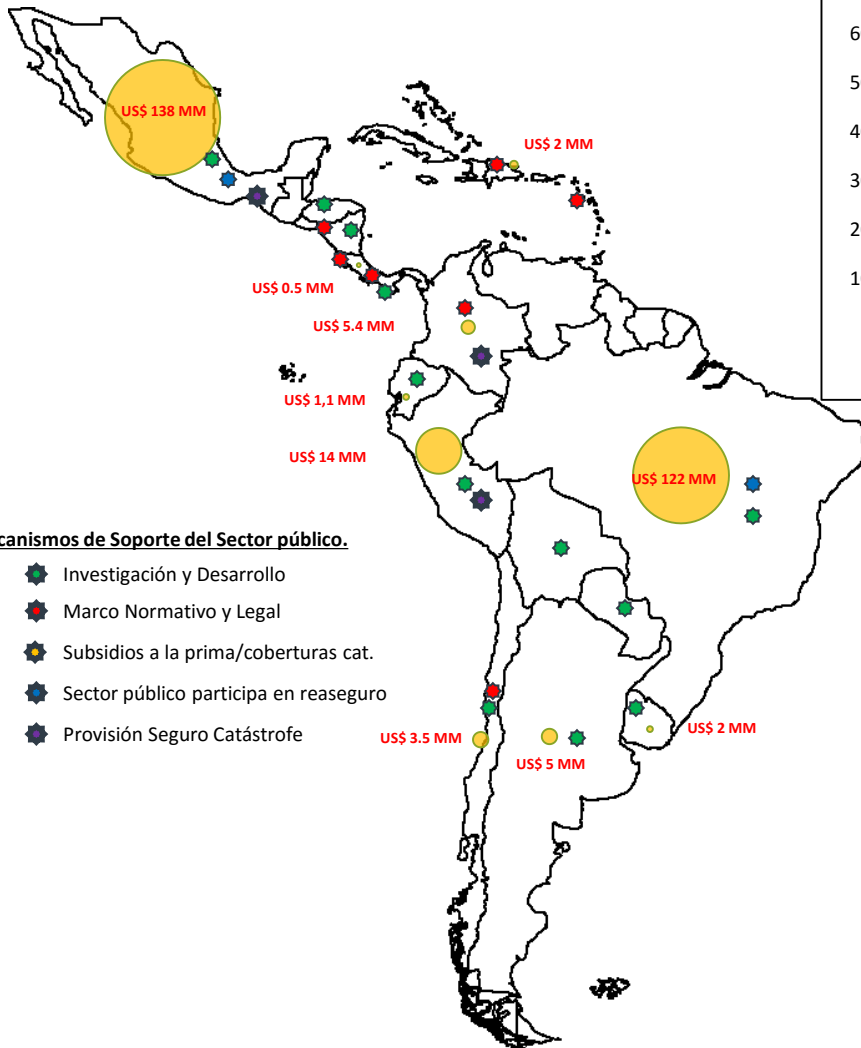 US$ 138 MM
US$ 2 MM
US$ 0.5 MM
US$ 5.4 MM
US$ 1,1 MM
US$ 14 MM
US$ 122 MM
canismos de Soporte del Sector público.
Investigación y Desarrollo
Marco Normativo y Legal
Subsidios a la prima/coberturas cat.
Sector público participa en reaseguro
Provisión Seguro Catástrofe
US$ 3.5 MM
US$ 5 MM
US$ 2 MM
6
5
4
3
2
1